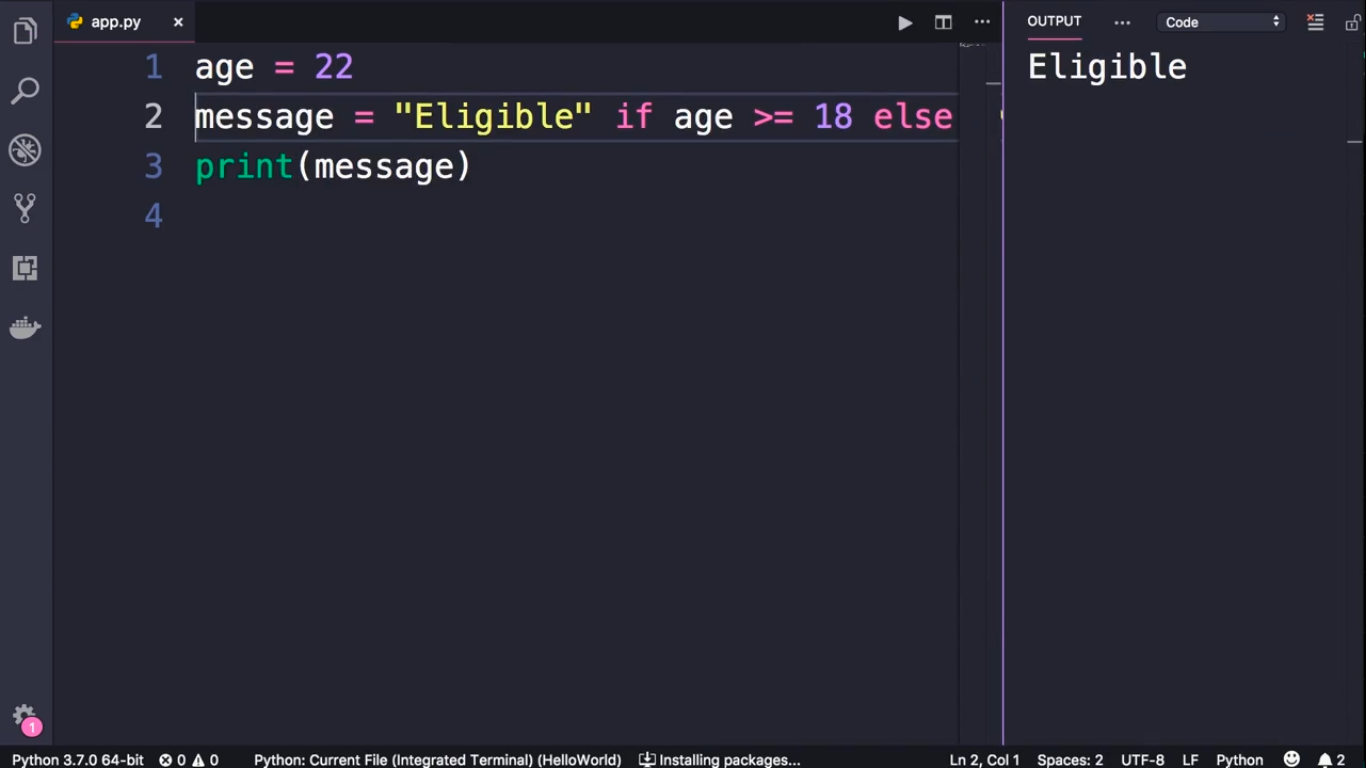 app.py
OUTPUT
Code
1 age = 22
2 message = "Eligible" if age >= 18 else
3 print(message)
4
Eligible
1
Python 3.7.0 64-bit 0 0 Python: Current File (Integrated Terminal) (HelloWorld) Installing packages... Ln 2, Col 1 Spaces: 2 UTF-8 LF Python 2